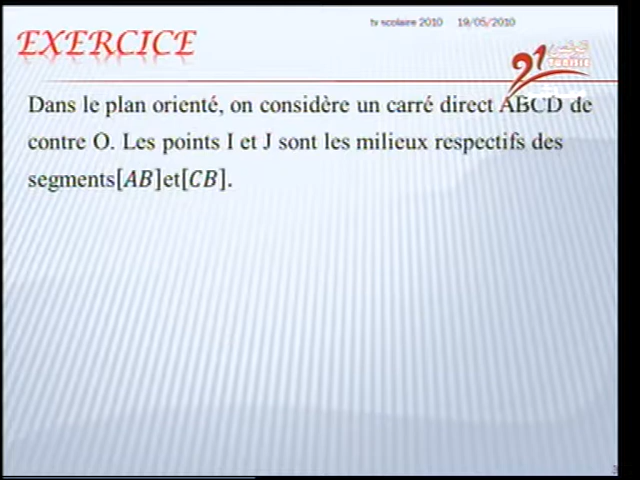 tv scolaire 2010 19/05/2010
EXERCICE
21
Dans le plan orienté, on considère un carré direct ABCD de
contre O. Les points I et J sont les milieux respectifs des
segments[AB]et[CB].